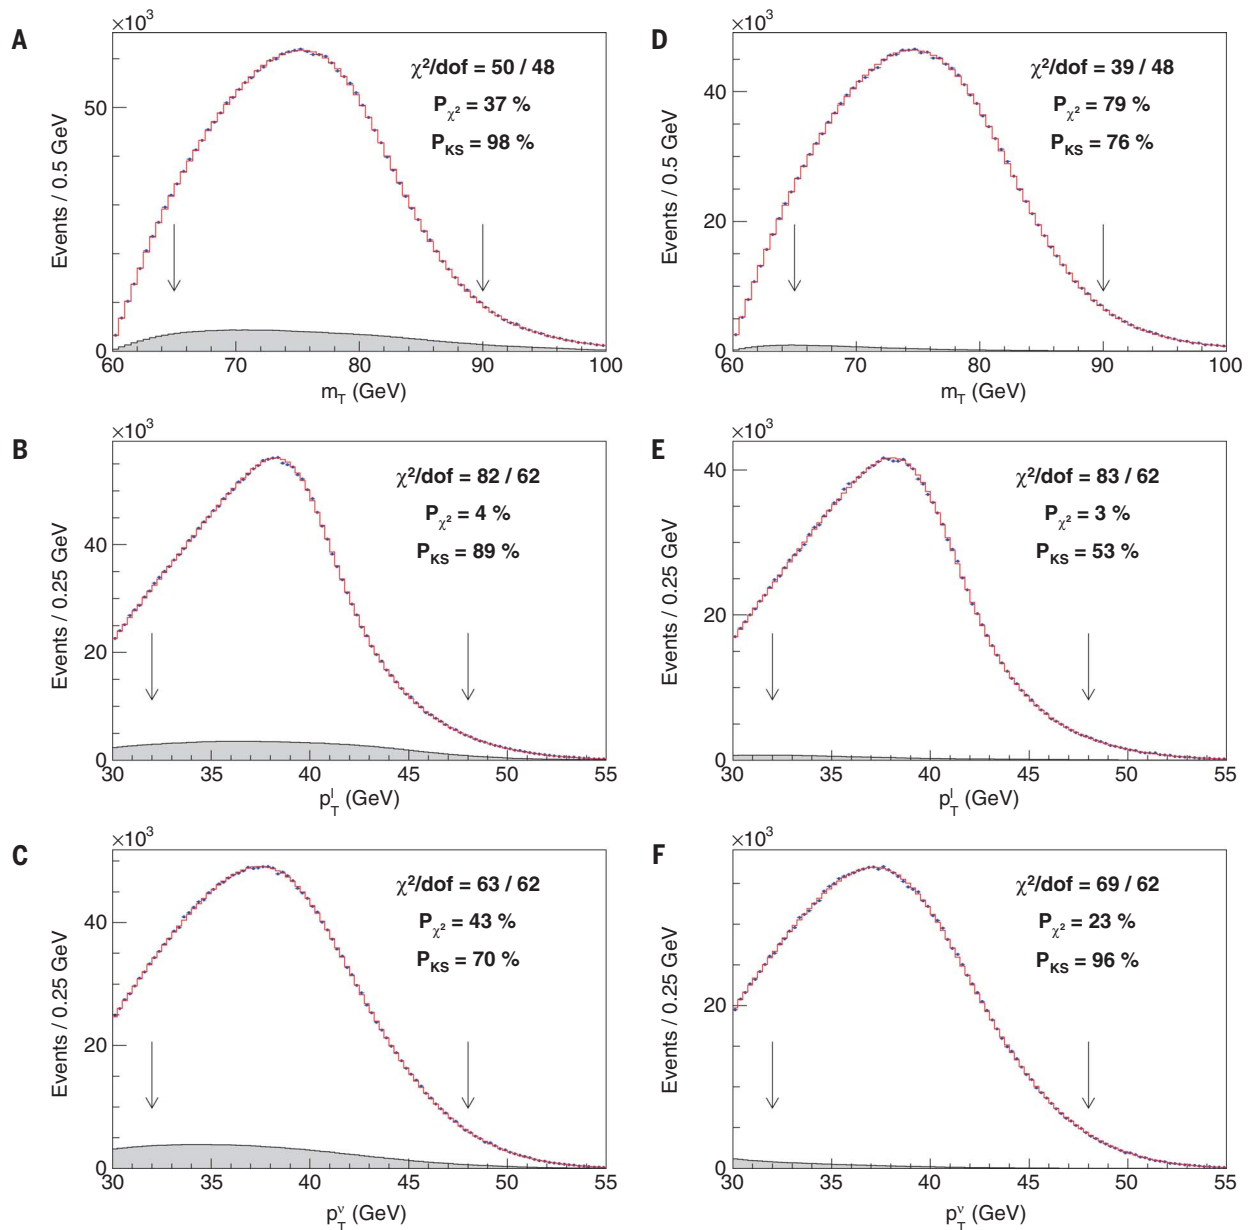 A
×10³
Events / 0.5 GeV
50
0
χ²/dof = 50 / 48
P_χ² = 37 %
P_KS = 98 %
60 70 80 90 100
m_T (GeV)
D
×10³
Events / 0.5 GeV
40
20
0
χ²/dof = 39 / 48
P_χ² = 79 %
P_KS = 76 %
60 70 80 90 100
m_T (GeV)
B
×10³
Events / 0.25 GeV
40
20
0
χ²/dof = 82 / 62
P_χ² = 4 %
P_KS = 89 %
30 35 40 45 50 55
p_T^l (GeV)
E
×10³
Events / 0.25 GeV
40
20
0
χ²/dof = 83 / 62
P_χ² = 3 %
P_KS = 53 %
30 35 40 45 50 55
p_T^l (GeV)
C
×10³
Events / 0.25 GeV
40
20
0
χ²/dof = 63 / 62
P_χ² = 43 %
P_KS = 70 %
30 35 40 45 50 55
p_T^ν (GeV)
F
×10³
Events / 0.25 GeV
20
0
χ²/dof = 69 / 62
P_χ² = 23 %
P_KS = 96 %
30 35 40 45 50 55
p_T^ν (GeV)